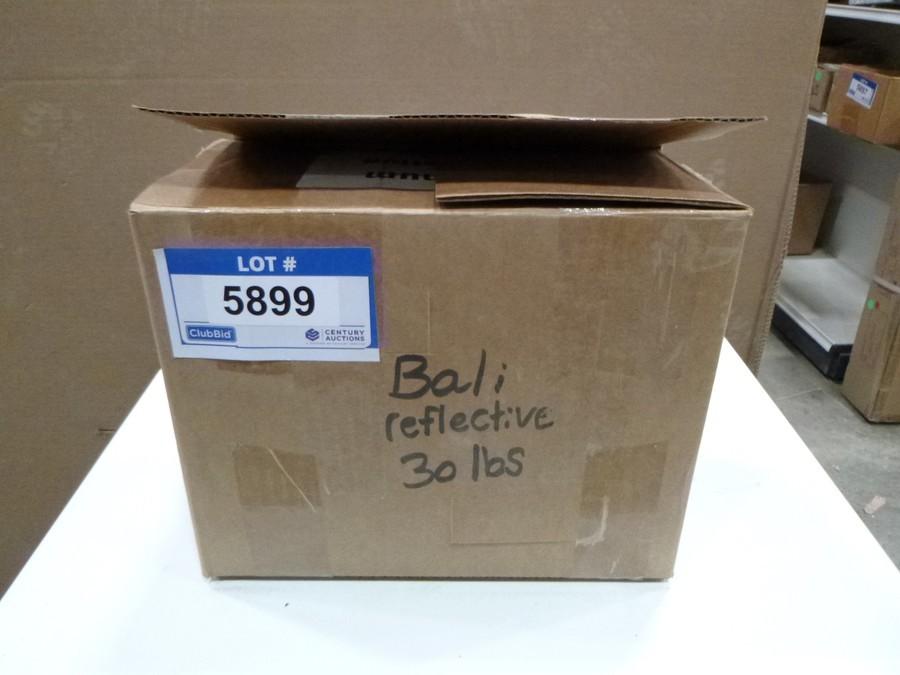 LOT #
5899
ClubBid
CENTURY
AUCTIONS
Bali
reflective
30 lbs